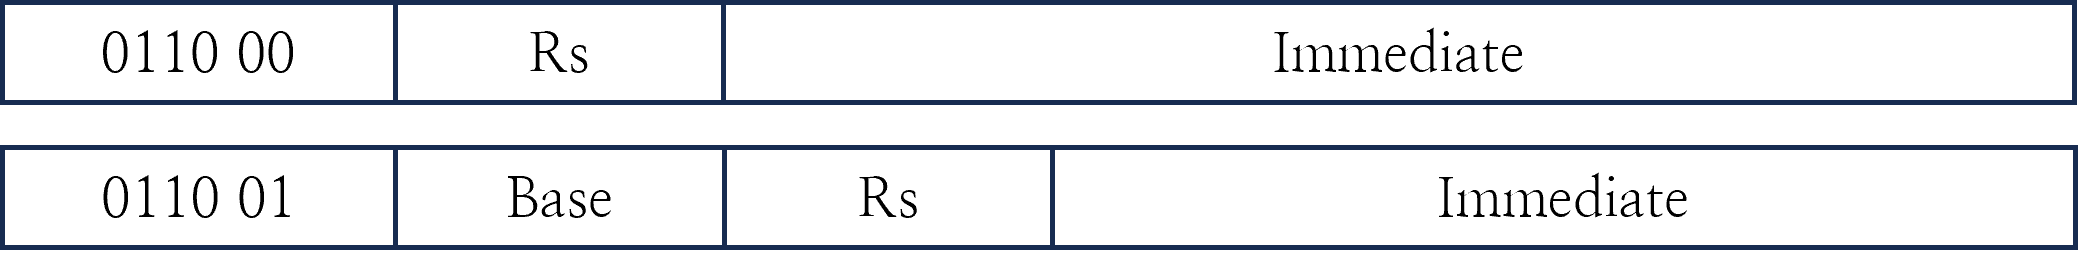 0110 00 Rs Immediate
0110 01 Base Rs Immediate